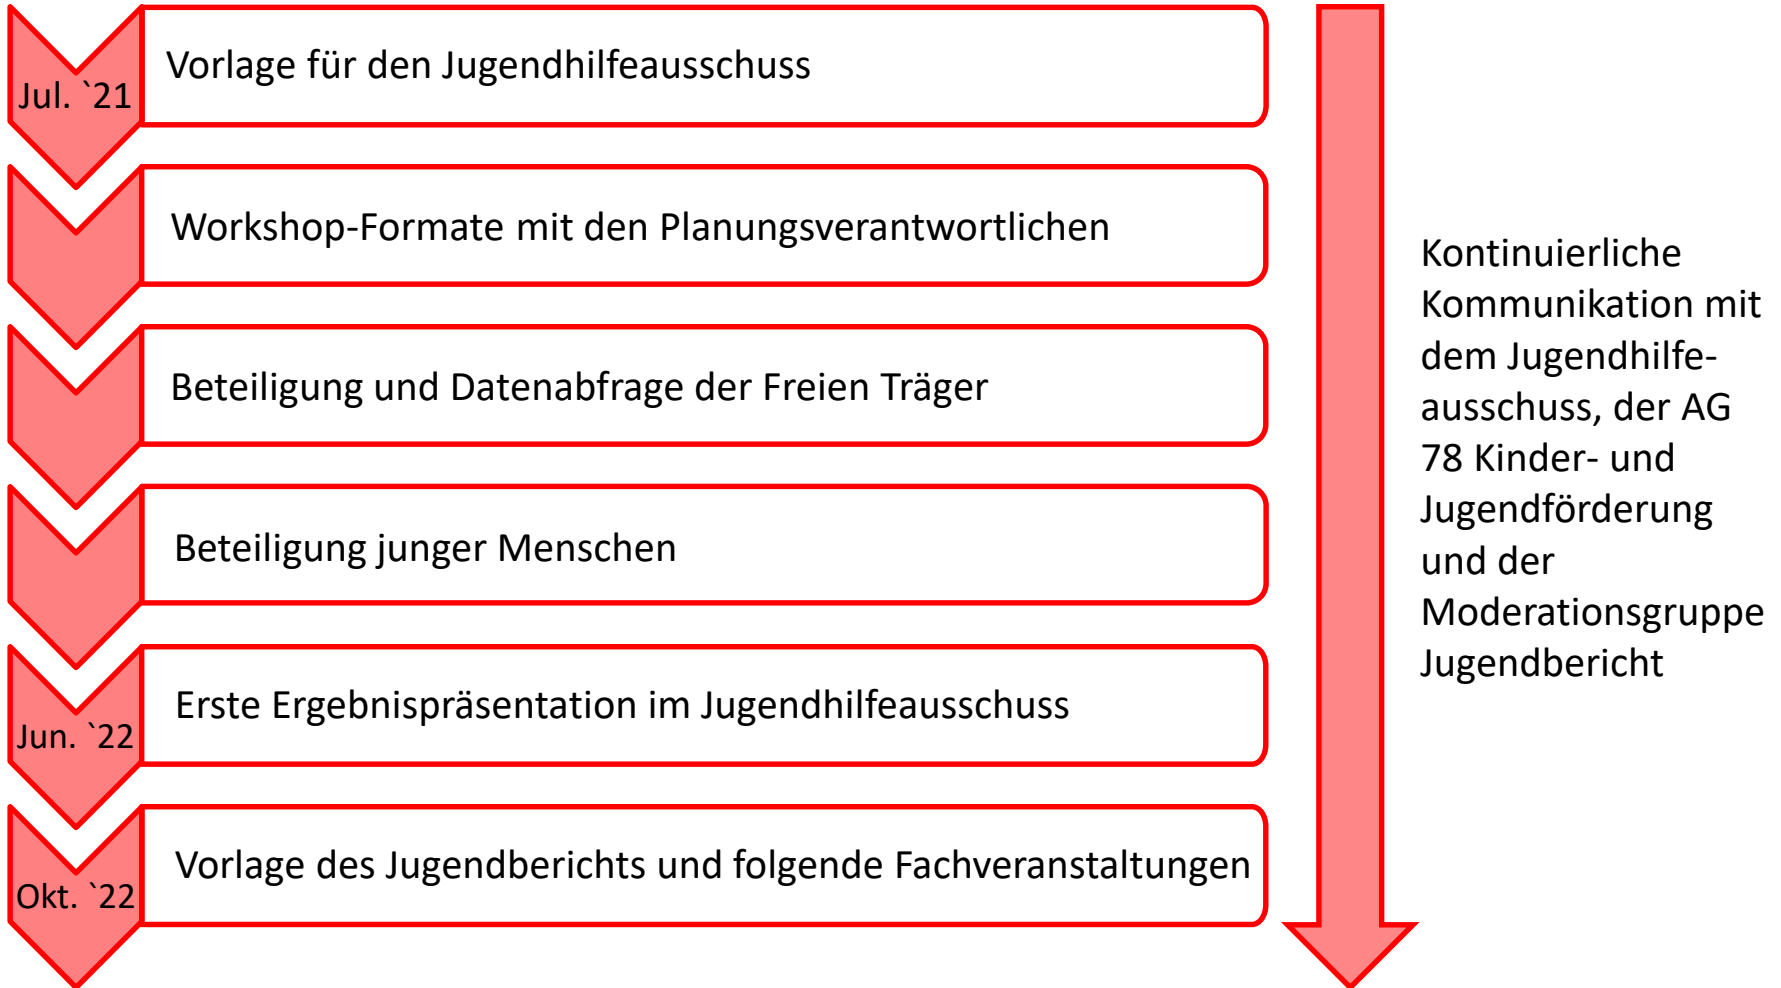 Jul. `21
Vorlage für den Jugendhilfeausschuss
Workshop-Formate mit den Planungsverantwortlichen
Beteiligung und Datenabfrage der Freien Träger
Beteiligung junger Menschen
Jun. `22
Erste Ergebnispräsentation im Jugendhilfeausschuss
Okt. `22
Vorlage des Jugendberichts und folgende Fachveranstaltungen
Kontinuierliche
Kommunikation mit
dem Jugendhilfe-
ausschuss, der AG
78 Kinder- und
Jugendförderung
und der
Moderationsgruppe
Jugendbericht